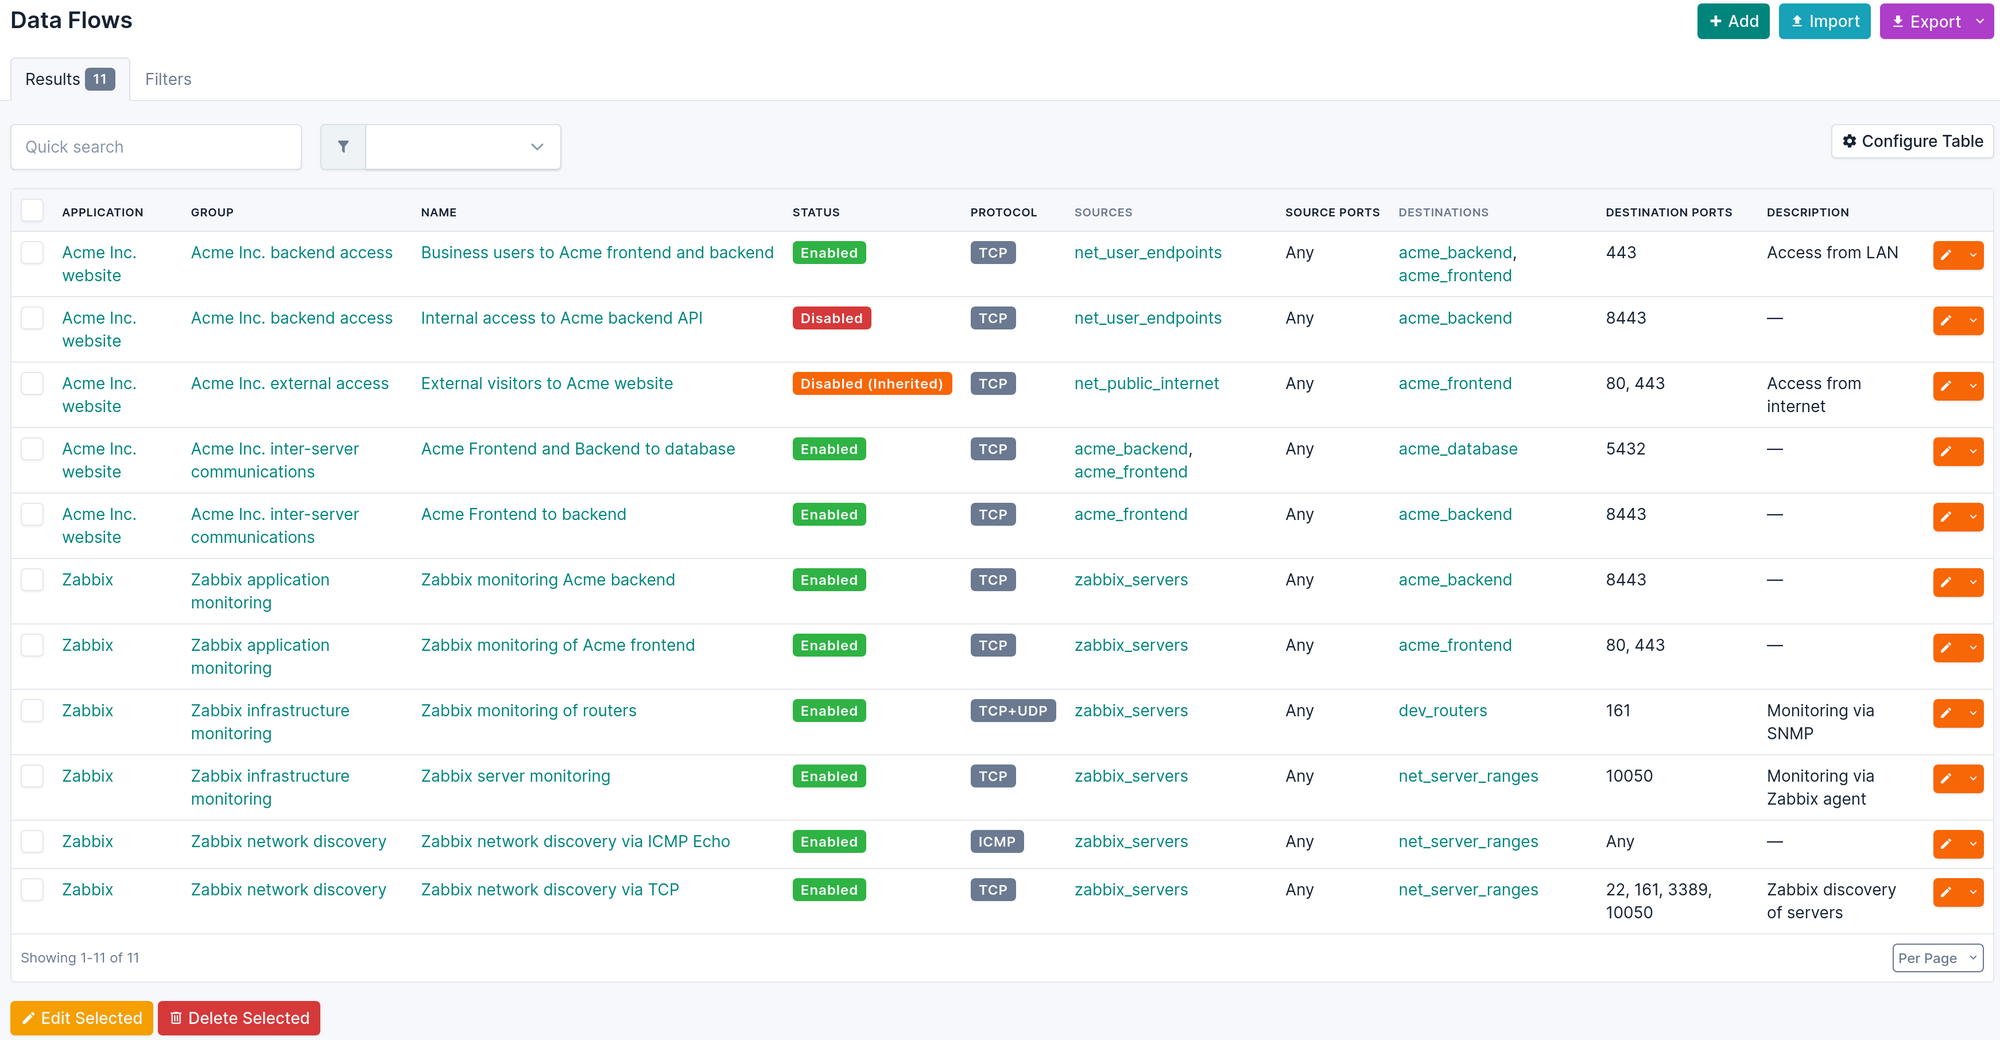 Data Flows
Add
Import
Export
Results 11
Filters
Quick search
Configure Table
APPLICATION GROUP NAME STATUS PROTOCOL SOURCES SOURCE PORTS DESTINATIONS DESTINATION PORTS DESCRIPTION
Acme Inc. Acme Inc. backend access Business users to Acme frontend and backend Enabled TCP net_user_endpoints Any acme_backend, 443 Access from LAN
website acme_frontend
Acme Inc. Acme Inc. backend access Internal access to Acme backend API Disabled TCP net_user_endpoints Any acme_backend 8443 —
website
Acme Inc. Acme Inc. external access External visitors to Acme website Disabled (Inherited) TCP net_public_internet Any acme_frontend 80, 443 Access from
website internet
Acme Inc. Acme Inc. inter-server Acme Frontend and Backend to database Enabled TCP acme_backend, Any acme_database 5432 —
website communications acme_frontend
Acme Inc. Acme Inc. inter-server Acme Frontend to backend Enabled TCP acme_frontend Any acme_backend 8443 —
website communications
Zabbix Zabbix application Zabbix monitoring Acme backend Enabled TCP zabbix_servers Any acme_backend 8443 —
monitoring
Zabbix Zabbix application Zabbix monitoring of Acme frontend Enabled TCP zabbix_servers Any acme_frontend 80, 443 —
monitoring
Zabbix Zabbix infrastructure Zabbix monitoring of routers Enabled TCP+UDP zabbix_servers Any dev_routers 161 Monitoring via
monitoring SNMP
Zabbix Zabbix infrastructure Zabbix server monitoring Enabled TCP zabbix_servers Any net_server_ranges 10050 Monitoring via
monitoring Zabbix agent
Zabbix Zabbix network discovery Zabbix network discovery via ICMP Echo Enabled ICMP zabbix_servers Any net_server_ranges Any —
Zabbix Zabbix network discovery Zabbix network discovery via TCP Enabled TCP zabbix_servers Any net_server_ranges 22, 161, 3389, Zabbix discovery
10050 of servers
Showing 1-11 of 11
Per Page
Edit Selected
Delete Selected